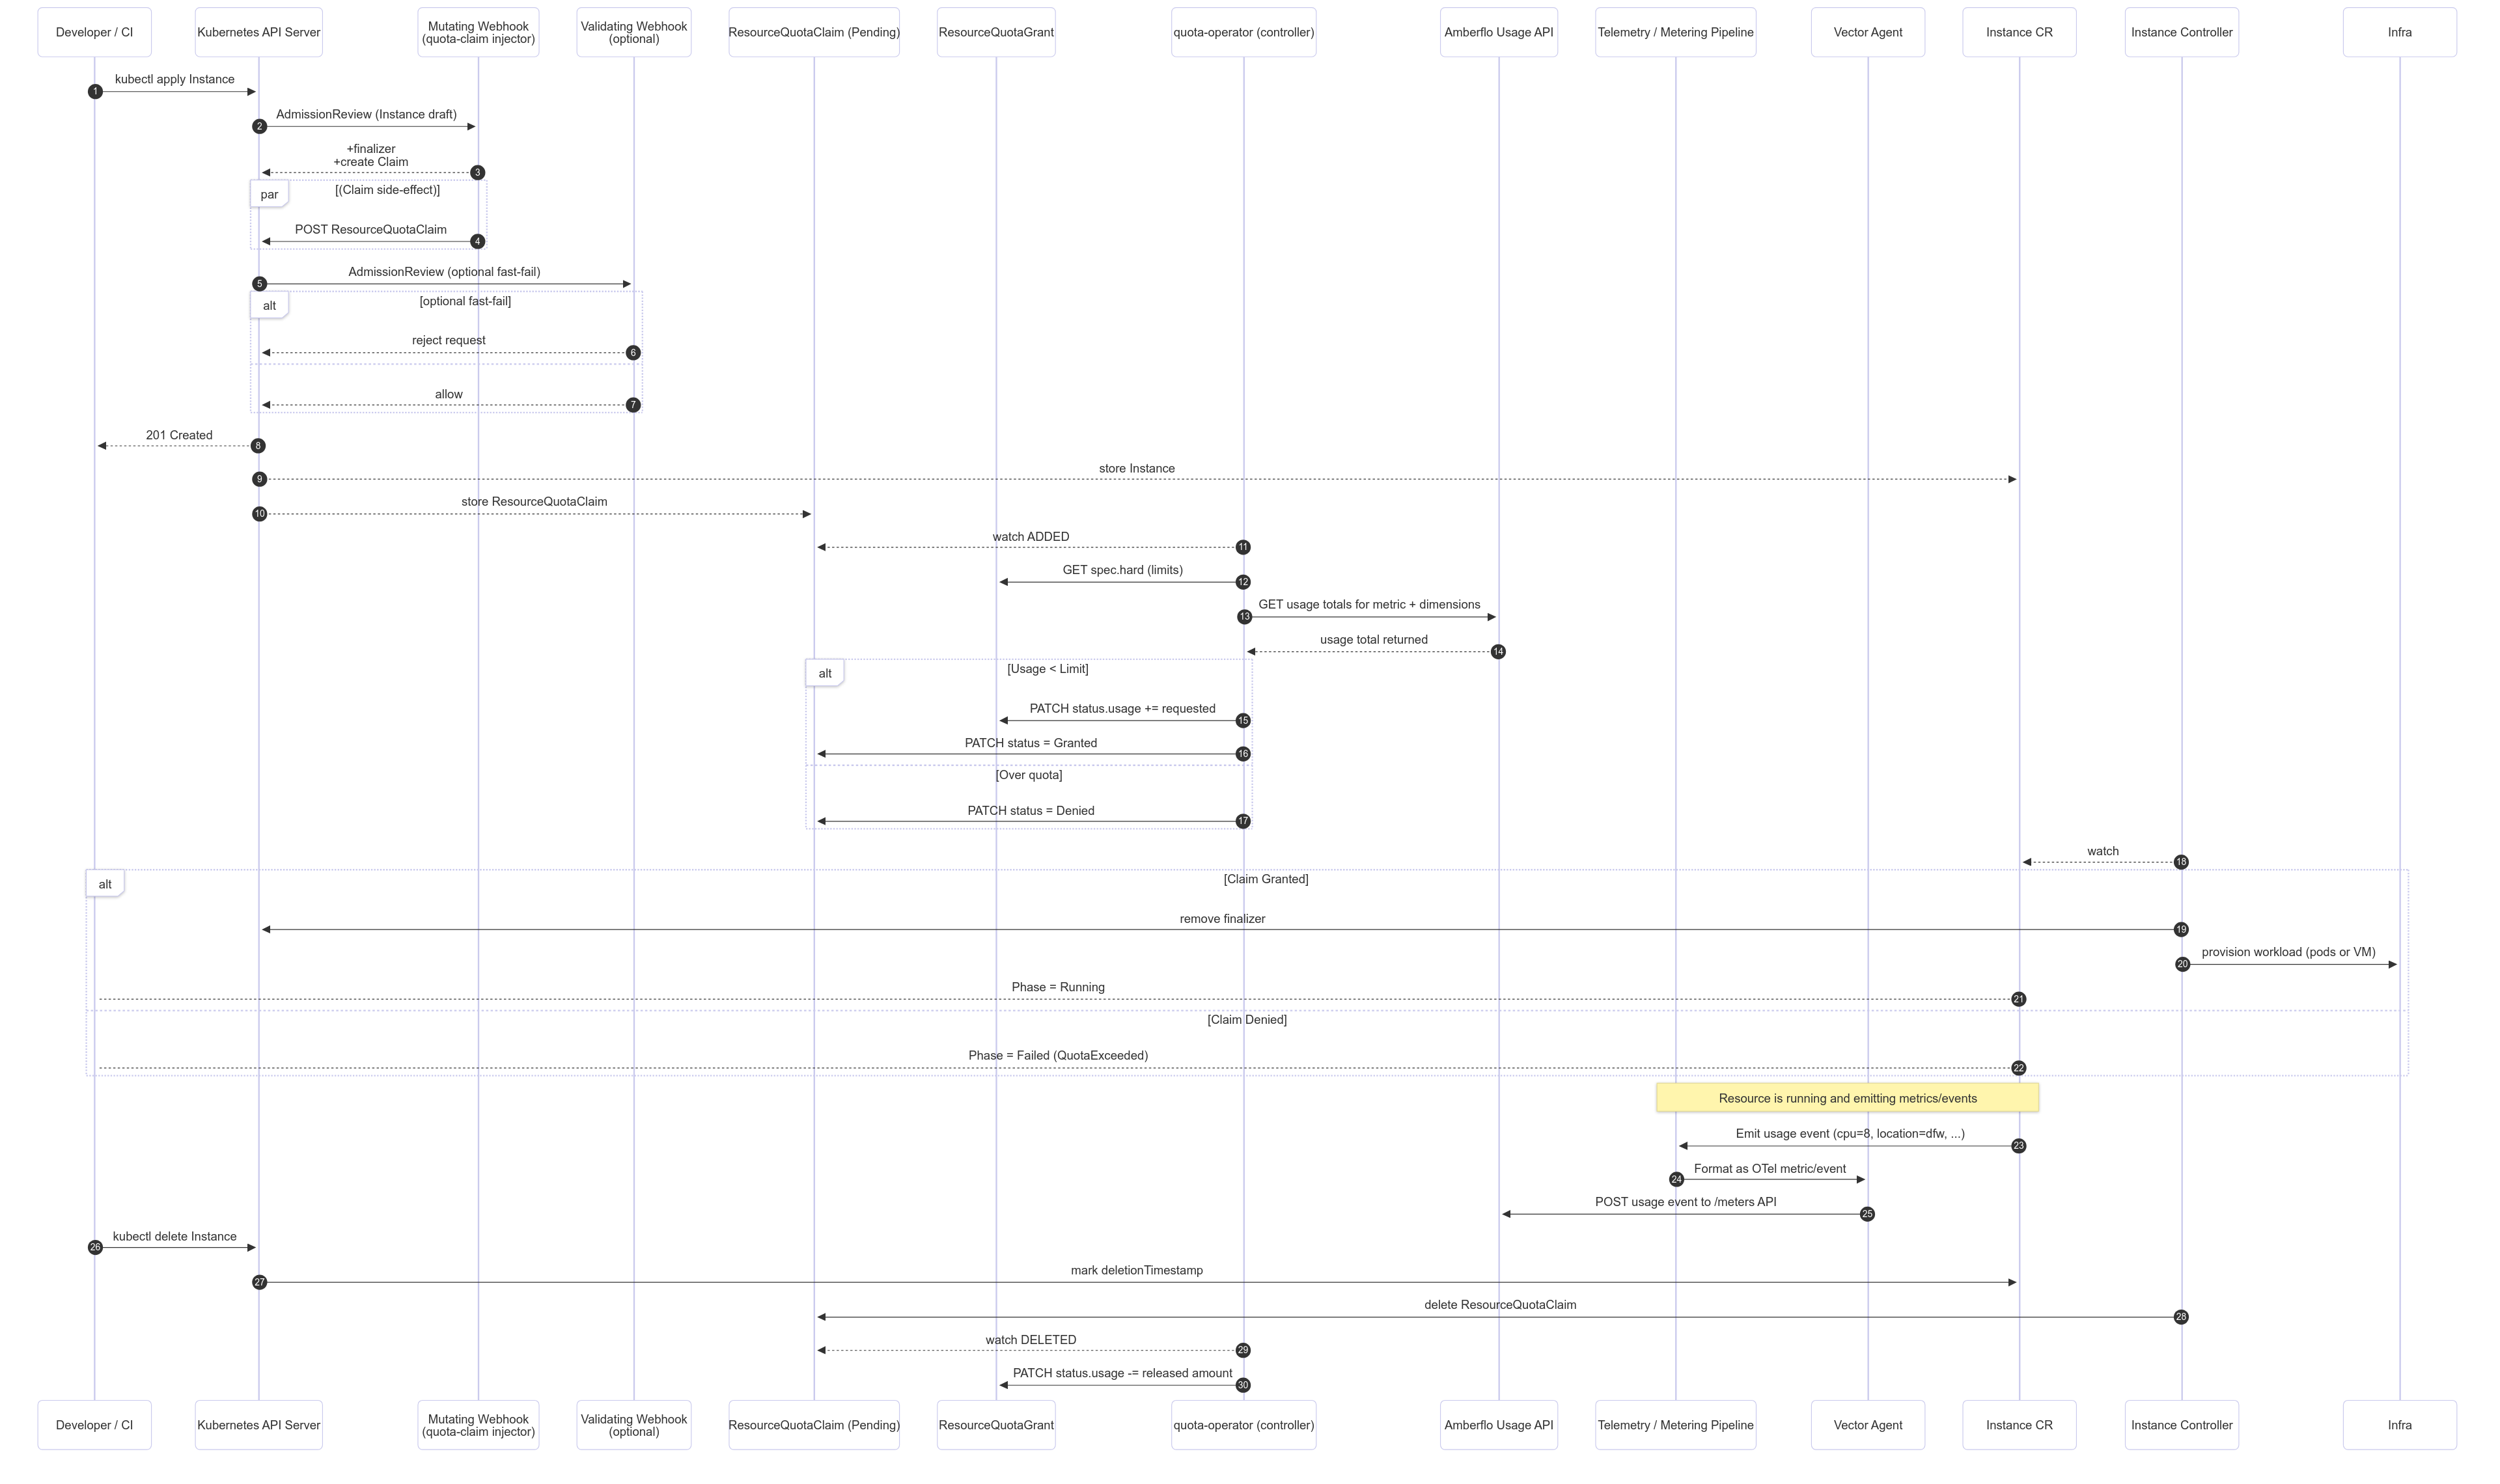 Developer / CI
Kubernetes API Server
Mutating Webhook
(quota-claim injector)
Validating Webhook
(optional)
ResourceQuotaClaim (Pending)
ResourceQuotaGrant
quota-operator (controller)
Amberflo Usage API
Telemetry / Metering Pipeline
Vector Agent
Instance CR
Instance Controller
Infra
kubectl apply Instance
1
AdmissionReview (Instance draft)
2
+finalizer
+create Claim
3
par
[(Claim side-effect)]
POST ResourceQuotaClaim
4
AdmissionReview (optional fast-fail)
5
alt
[optional fast-fail]
reject request
6
allow
7
201 Created
8
store Instance
9
store ResourceQuotaClaim
10
watch ADDED
11
GET spec.hard (limits)
12
GET usage totals for metric + dimensions
13
usage total returned
14
alt
[Usage < Limit]
PATCH status.usage += requested
15
PATCH status = Granted
16
[Over quota]
PATCH status = Denied
17
watch
18
alt
[Claim Granted]
remove finalizer
19
provision workload (pods or VM)
20
Phase = Running
21
[Claim Denied]
Phase = Failed (QuotaExceeded)
22
Resource is running and emitting metrics/events
Emit usage event (cpu=8, location=dfw, ...)
23
Format as OTel metric/event
24
POST usage event to /meters API
25
kubectl delete Instance
26
mark deletionTimestamp
27
delete ResourceQuotaClaim
28
watch DELETED
29
PATCH status.usage -= released amount
30
Developer / CI
Kubernetes API Server
Mutating Webhook
(quota-claim injector)
Validating Webhook
(optional)
ResourceQuotaClaim (Pending)
ResourceQuotaGrant
quota-operator (controller)
Amberflo Usage API
Telemetry / Metering Pipeline
Vector Agent
Instance CR
Instance Controller
Infra